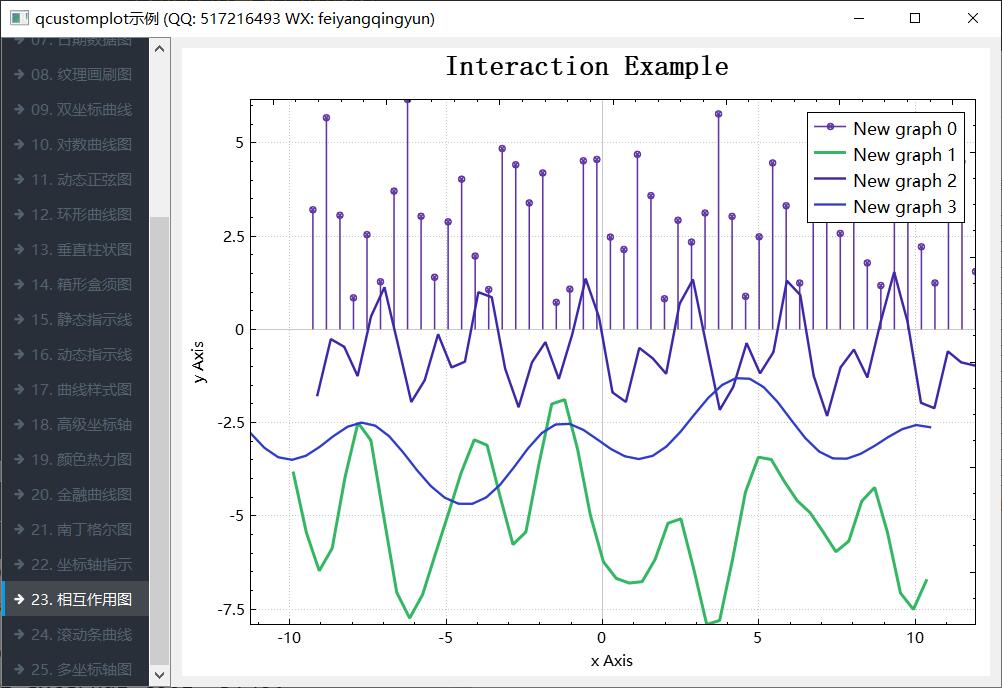 qcustomplot示例 (QQ: 517216493 WX: feiyangqingyun)
07. 日期数据图
08. 纹理画刷图
09. 双坐标曲线
10. 对数曲线图
11. 动态正弦图
12. 环形曲线图
13. 垂直柱状图
14. 箱形盒须图
15. 静态指示线
16. 动态指示线
17. 曲线样式图
18. 高级坐标轴
19. 颜色热力图
20. 金融曲线图
21. 南丁格尔图
22. 坐标轴指示
23. 相互作用图
24. 滚动条曲线
25. 多坐标轴图
Interaction Example
New graph 0
New graph 1
New graph 2
New graph 3
y Axis
5
2.5
0
-2.5
-5
-7.5
-10
-5
0
5
10
x Axis